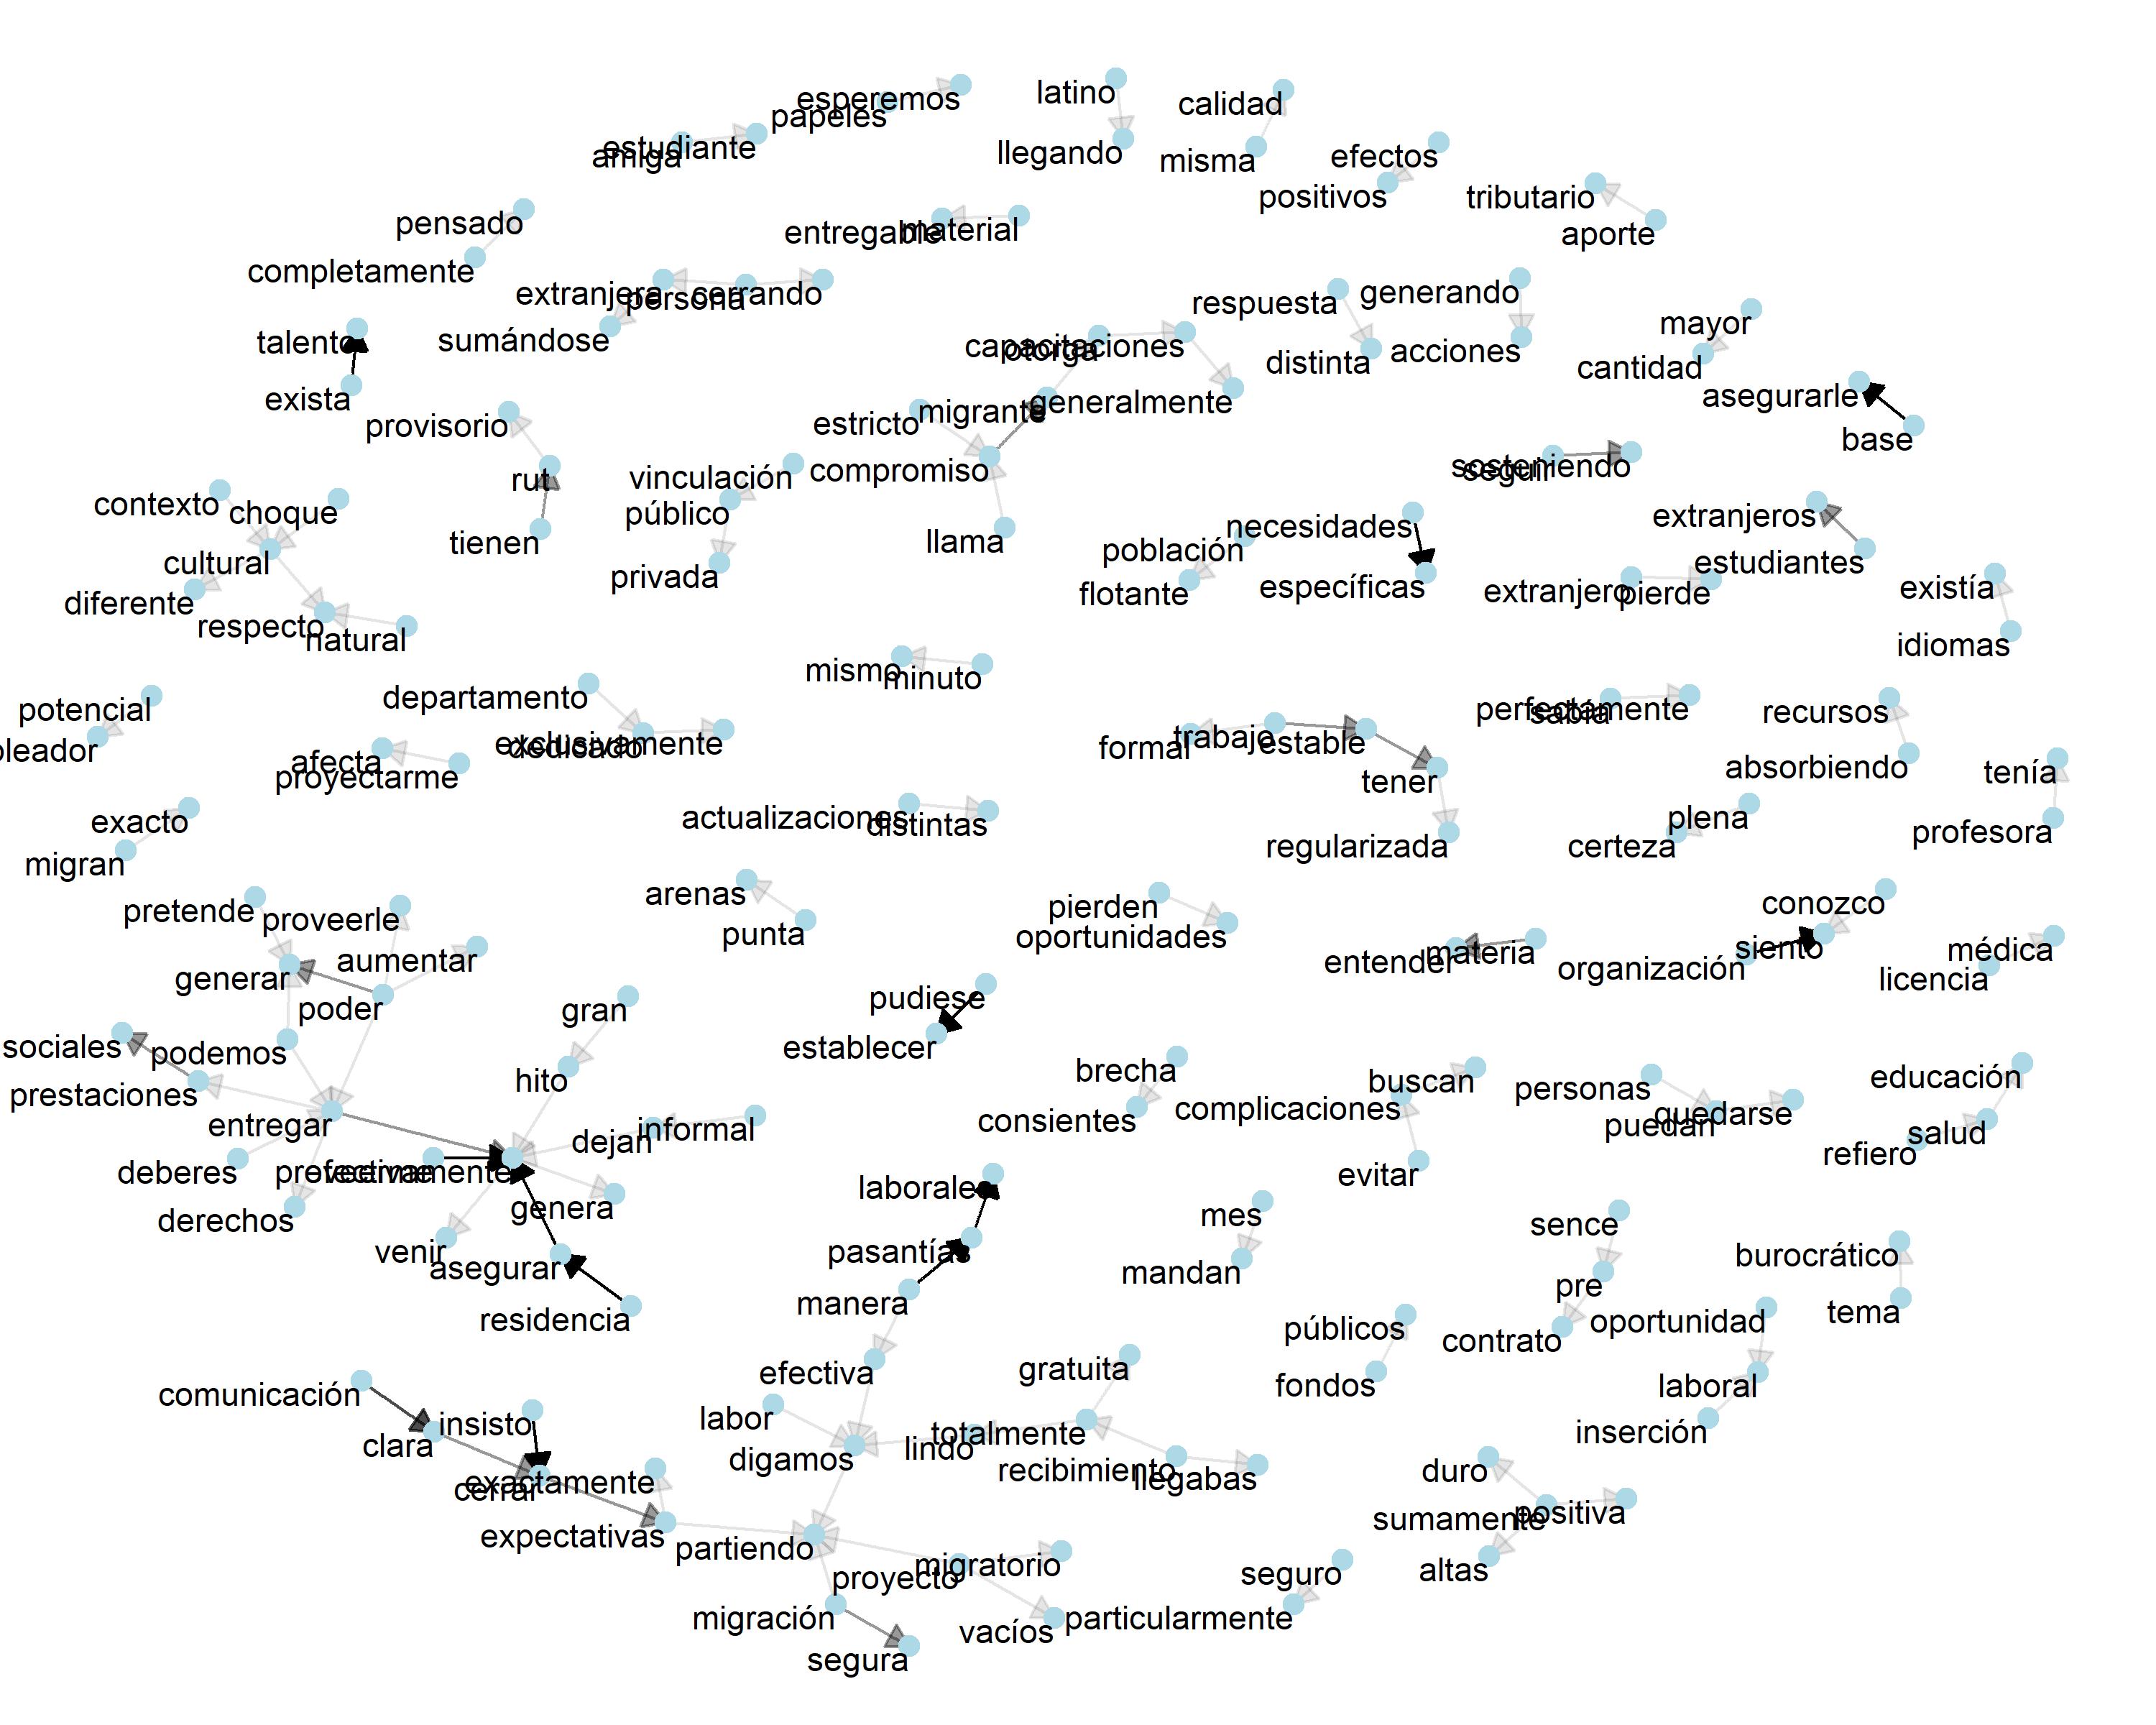 esperemos
papeles
latino
calidad
estudiante
amiga
llegando
misma
efectos
positivos
tributario
aporte
pensado
completamente
entregable
material
extranjera
persona
cerrando
sumándose
respuesta
generando
mayor
talento
exista
capacitaciones
otorga
distinta
acciones
cantidad
asegurarle
base
provisorio
estricto
migrante
generalmente
compromiso
rut
tienen
vinculación
público
privada
llama
sosteniendo
seguir
contexto
choque
cultural
diferente
respecto
natural
necesidades
población
flotante
específicas
extranjeros
estudiantes
extranjero
pierde
existía
idiomas
mismo
minuto
potencial
pleador
departamento
exclusivamente
dedicado
afecta
proyectarme
formal
trabajo
estable
tener
regularizada
perfectamente
sabía
recursos
absorbiendo
tenía
profesora
exacto
migran
actualizaciones
distintas
plena
certeza
arenas
punta
pierden
oportunidades
conozco
siento
organización
entender
materia
médica
licencia
pretende
proveerle
generar
aumentar
poder
gran
pudiese
establecer
sociales
podemos
prestaciones
hito
entregar
brecha
consientes
buscan
complicaciones
evitar
personas
quedarse
puedan
educación
salud
refiero
dejan
informal
deberes
efectivamente
derechos
genera
venir
asegurar
residencia
laborales
pasantías
manera
mes
mandan
sence
pre
contrato
burocrático
tema
públicos
fondos
oportunidad
laboral
inserción
comunicación
clara
insisto
exactamente
cerrar
expectativas
efectiva
labor
digamos
gratuita
lindo
totalmente
recibimiento
llegabas
duro
sumamente
positiva
altas
partiendo
proyecto
migratorio
migración
segura
vacíos
seguro
particularmente